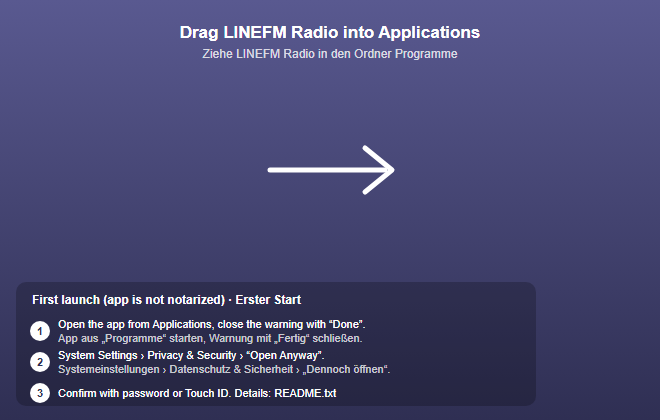 Drag LINEFM Radio into Applications
Ziehe LINEFM Radio in den Ordner Programme
First launch (app is not notarized) · Erster Start
1 Open the app from Applications, close the warning with “Done”.
App aus „Programme“ starten, Warnung mit „Fertig“ schließen.
2 System Settings › Privacy & Security › “Open Anyway”.
Systemeinstellungen › Datenschutz & Sicherheit › „Dennoch öffnen“.
3 Confirm with password or Touch ID. Details: README.txt